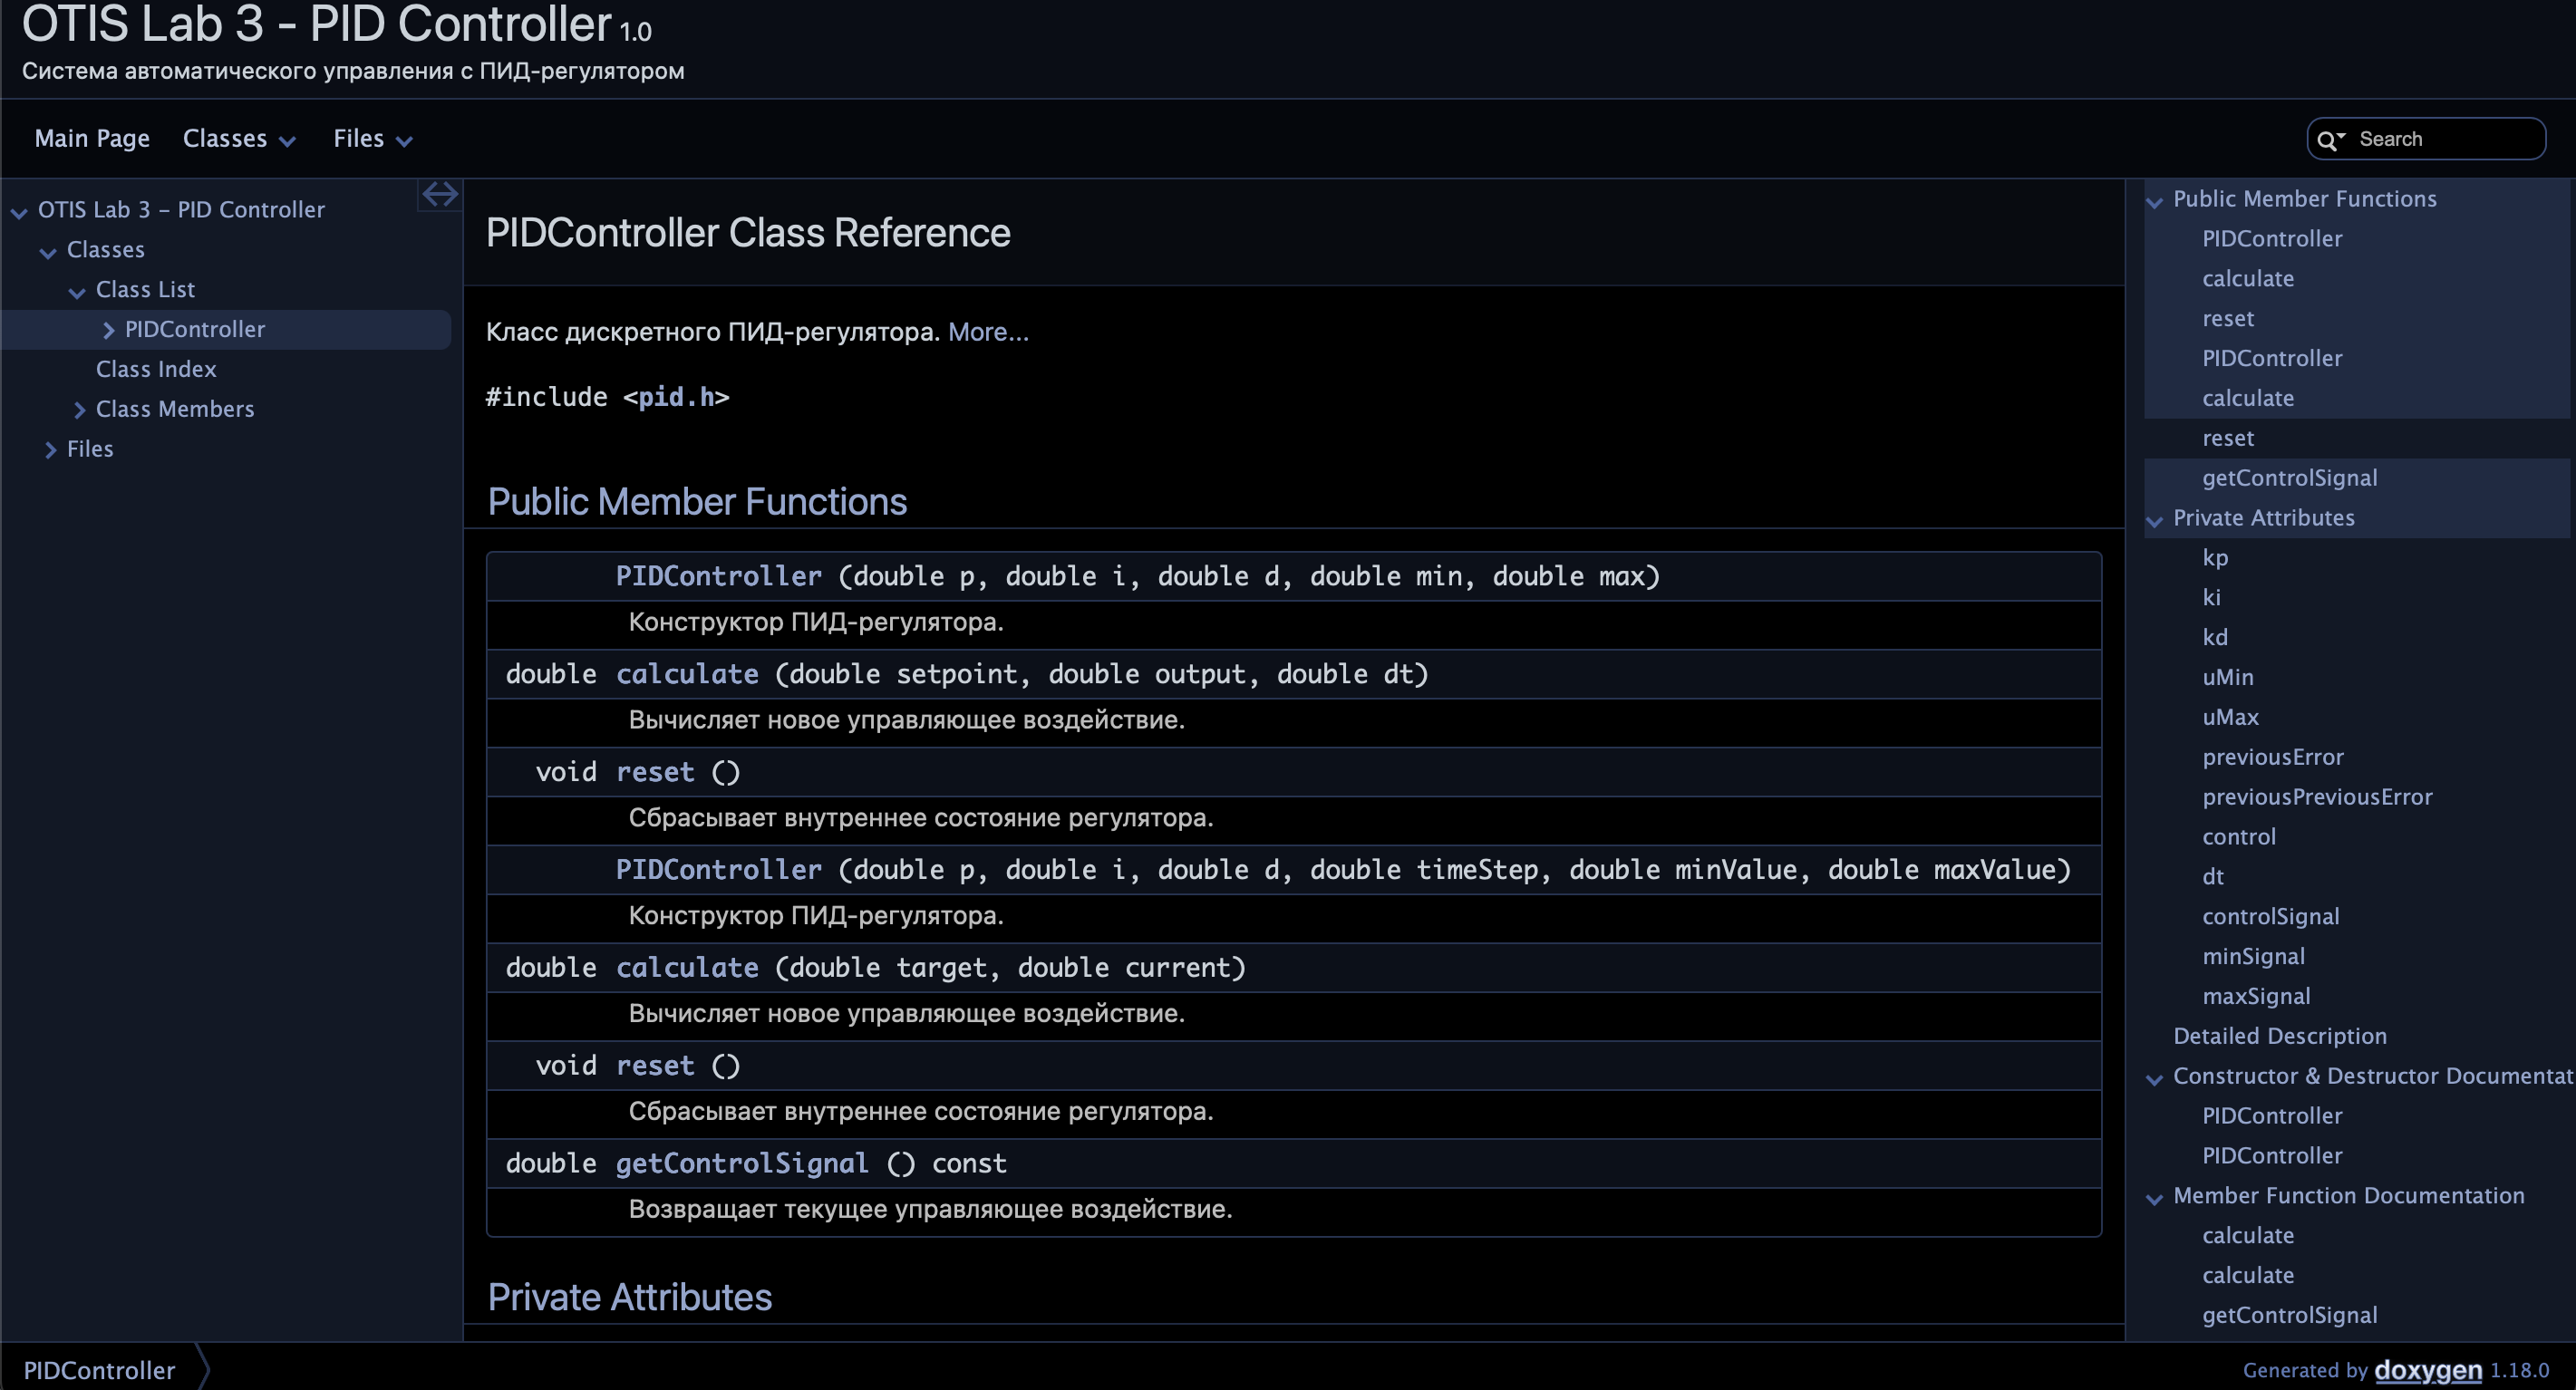 OTIS Lab 3 - PID Controller 1.0
Система автоматического управления с ПИД-регулятором
Main Page Classes Files Search
OTIS Lab 3 – PID Controller
Classes
Class List
PIDController
Class Index
Class Members
Files
PIDController Class Reference
Класс дискретного ПИД-регулятора. More...
#include <pid.h>
Public Member Functions
PIDController (double p, double i, double d, double min, double max)
Конструктор ПИД-регулятора.
double calculate (double setpoint, double output, double dt)
Вычисляет новое управляющее воздействие.
void reset ()
Сбрасывает внутреннее состояние регулятора.
PIDController (double p, double i, double d, double timeStep, double minValue, double maxValue)
Конструктор ПИД-регулятора.
double calculate (double target, double current)
Вычисляет новое управляющее воздействие.
void reset ()
Сбрасывает внутреннее состояние регулятора.
double getControlSignal () const
Возвращает текущее управляющее воздействие.
Private Attributes
Public Member Functions
PIDController
calculate
reset
PIDController
calculate
reset
getControlSignal
Private Attributes
kp
ki
kd
uMin
uMax
previousError
previousPreviousError
control
dt
controlSignal
minSignal
maxSignal
Detailed Description
Constructor & Destructor Documentat
PIDController
PIDController
Member Function Documentation
calculate
calculate
getControlSignal
PIDController
Generated by doxygen 1.18.0